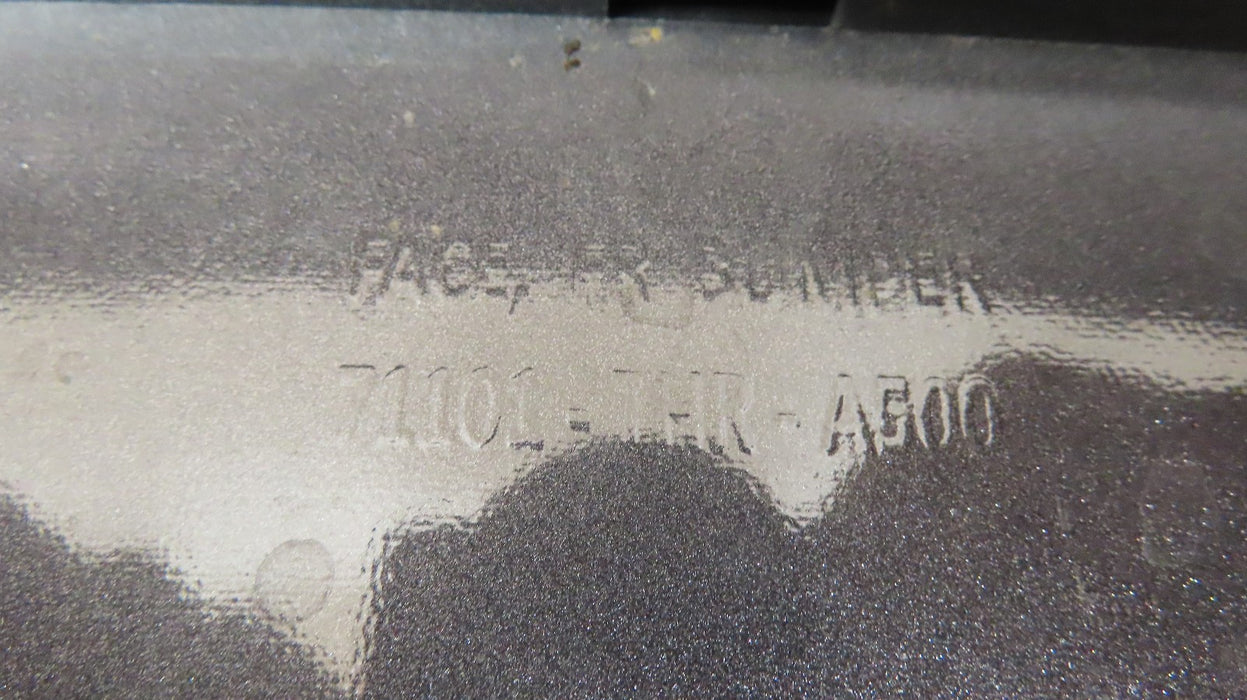 FACE, FR BUMPER
71101-THR-A500